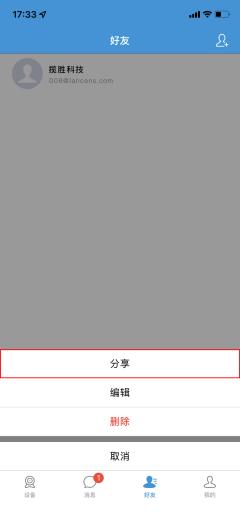 17:33
好友
揽胜科技
008@lancens.com
分享
编辑
删除
取消
1
设备
消息
好友
我的